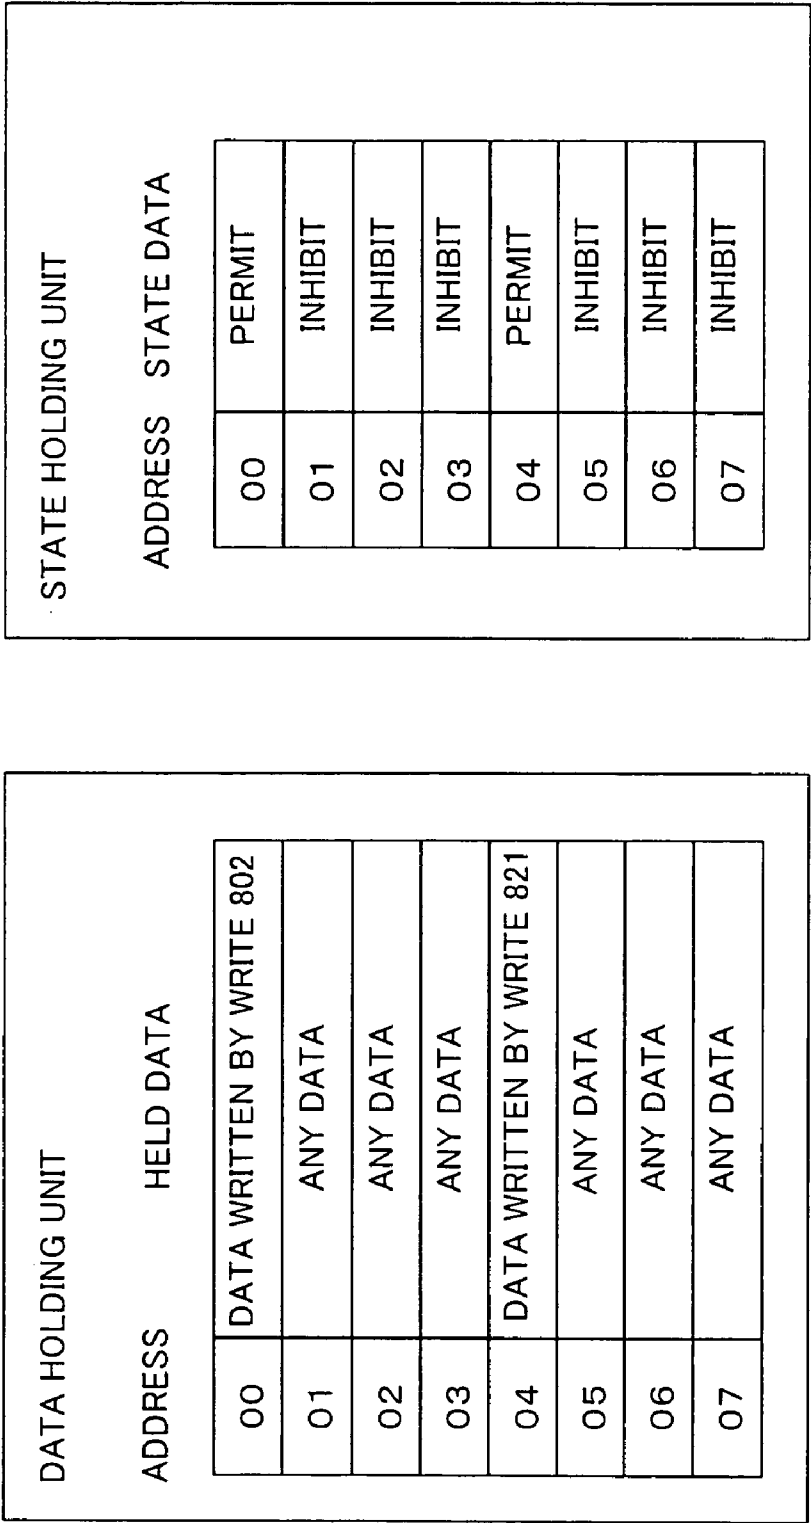 DATA HOLDING UNIT
ADDRESS HELD DATA
00 DATA WRITTEN BY WRITE 802
01 ANY DATA
02 ANY DATA
03 ANY DATA
04 DATA WRITTEN BY WRITE 821
05 ANY DATA
06 ANY DATA
07 ANY DATA
STATE HOLDING UNIT
ADDRESS STATE DATA
00 PERMIT
01 INHIBIT
02 INHIBIT
03 INHIBIT
04 PERMIT
05 INHIBIT
06 INHIBIT
07 INHIBIT